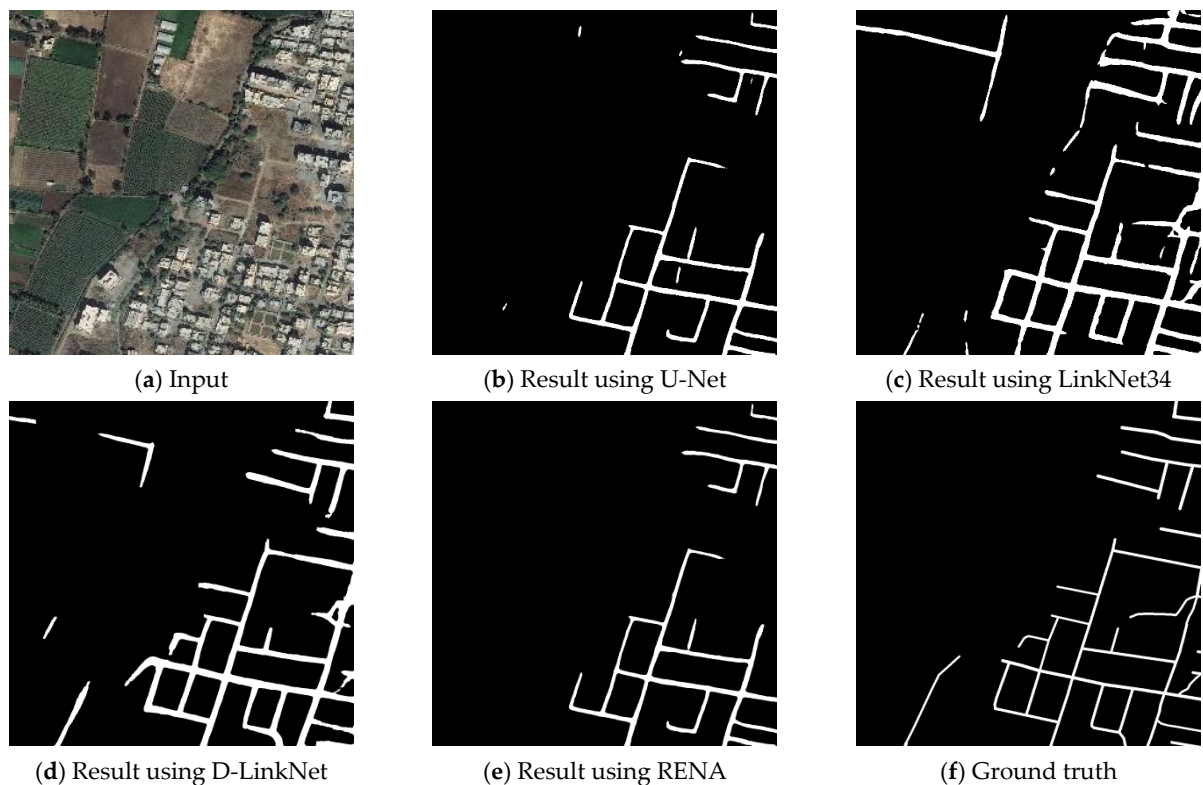 (a) Input
(b) Result using U-Net
(c) Result using LinkNet34
(d) Result using D-LinkNet
(e) Result using RENA
(f) Ground truth